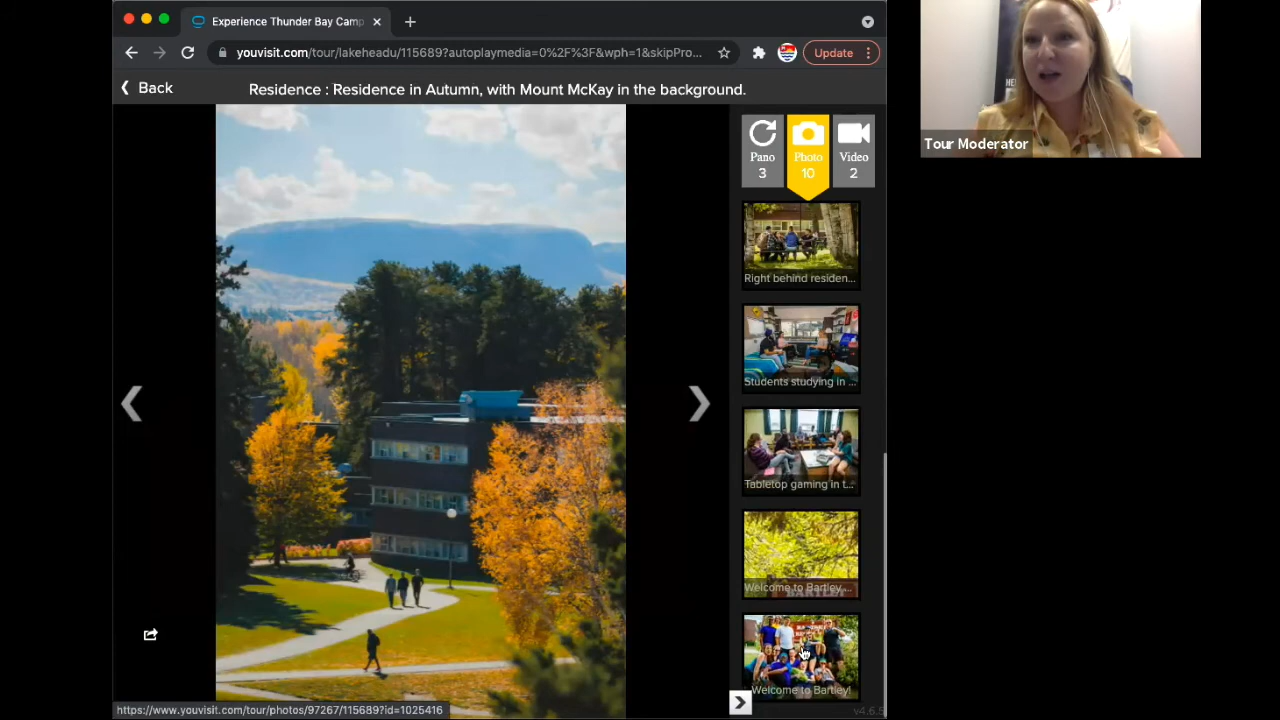 Experience Thunder Bay Camp
youvisit.com/tour/lakeheadu/115689?autoplaymedia=0%2F%3F&wph=1&skipPro...
Update
Back
Residence : Residence in Autumn, with Mount McKay in the background.
Pano
3
Photo
10
Video
2
Right behind residen...
Students studying in ...
Tabletop gaming in t...
Welcome to Bartley ...
Welcome to Bartley!
v4.6.5
https://www.youvisit.com/tour/photos/97267/115689?id=1025416
Tour Moderator